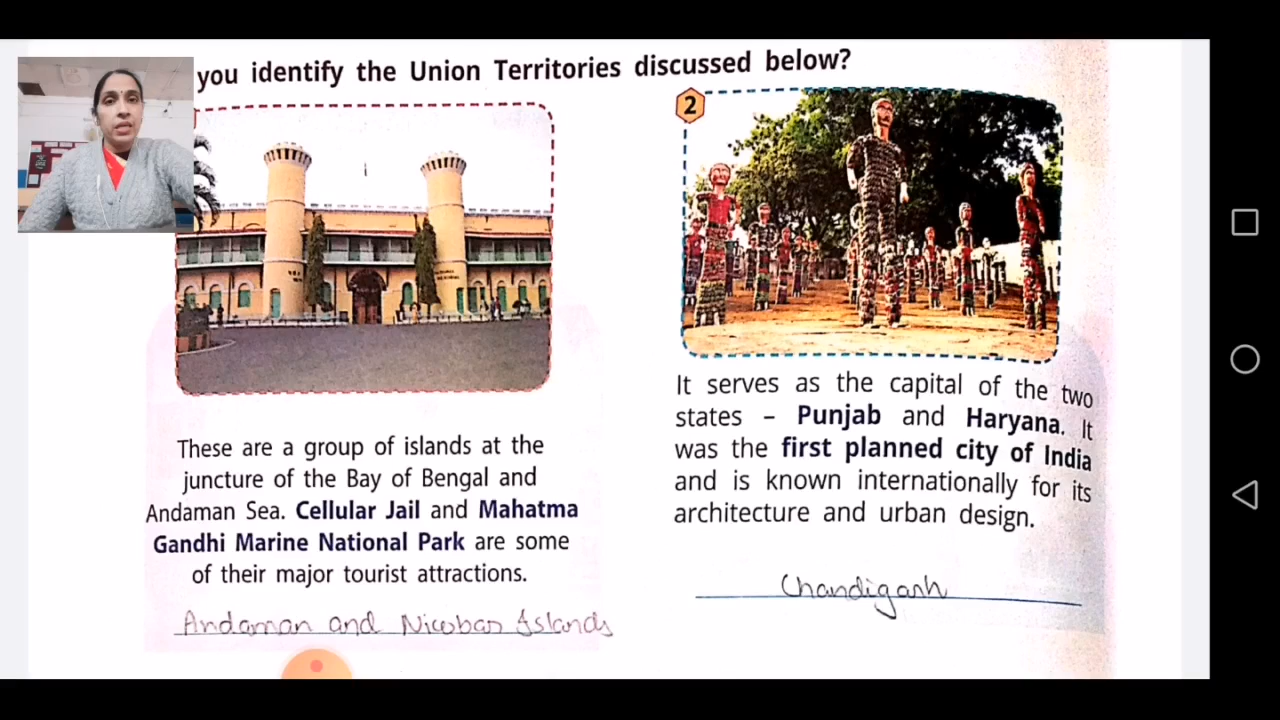 you identify the Union Territories discussed below?
2
These are a group of islands at the
juncture of the Bay of Bengal and
Andaman Sea. Cellular Jail and Mahatma
Gandhi Marine National Park are some
of their major tourist attractions.
Andaman and Nicobar Islands
It serves as the capital of the two
states – Punjab and Haryana. It
was the first planned city of India
and is known internationally for its
architecture and urban design.
Chandigarh